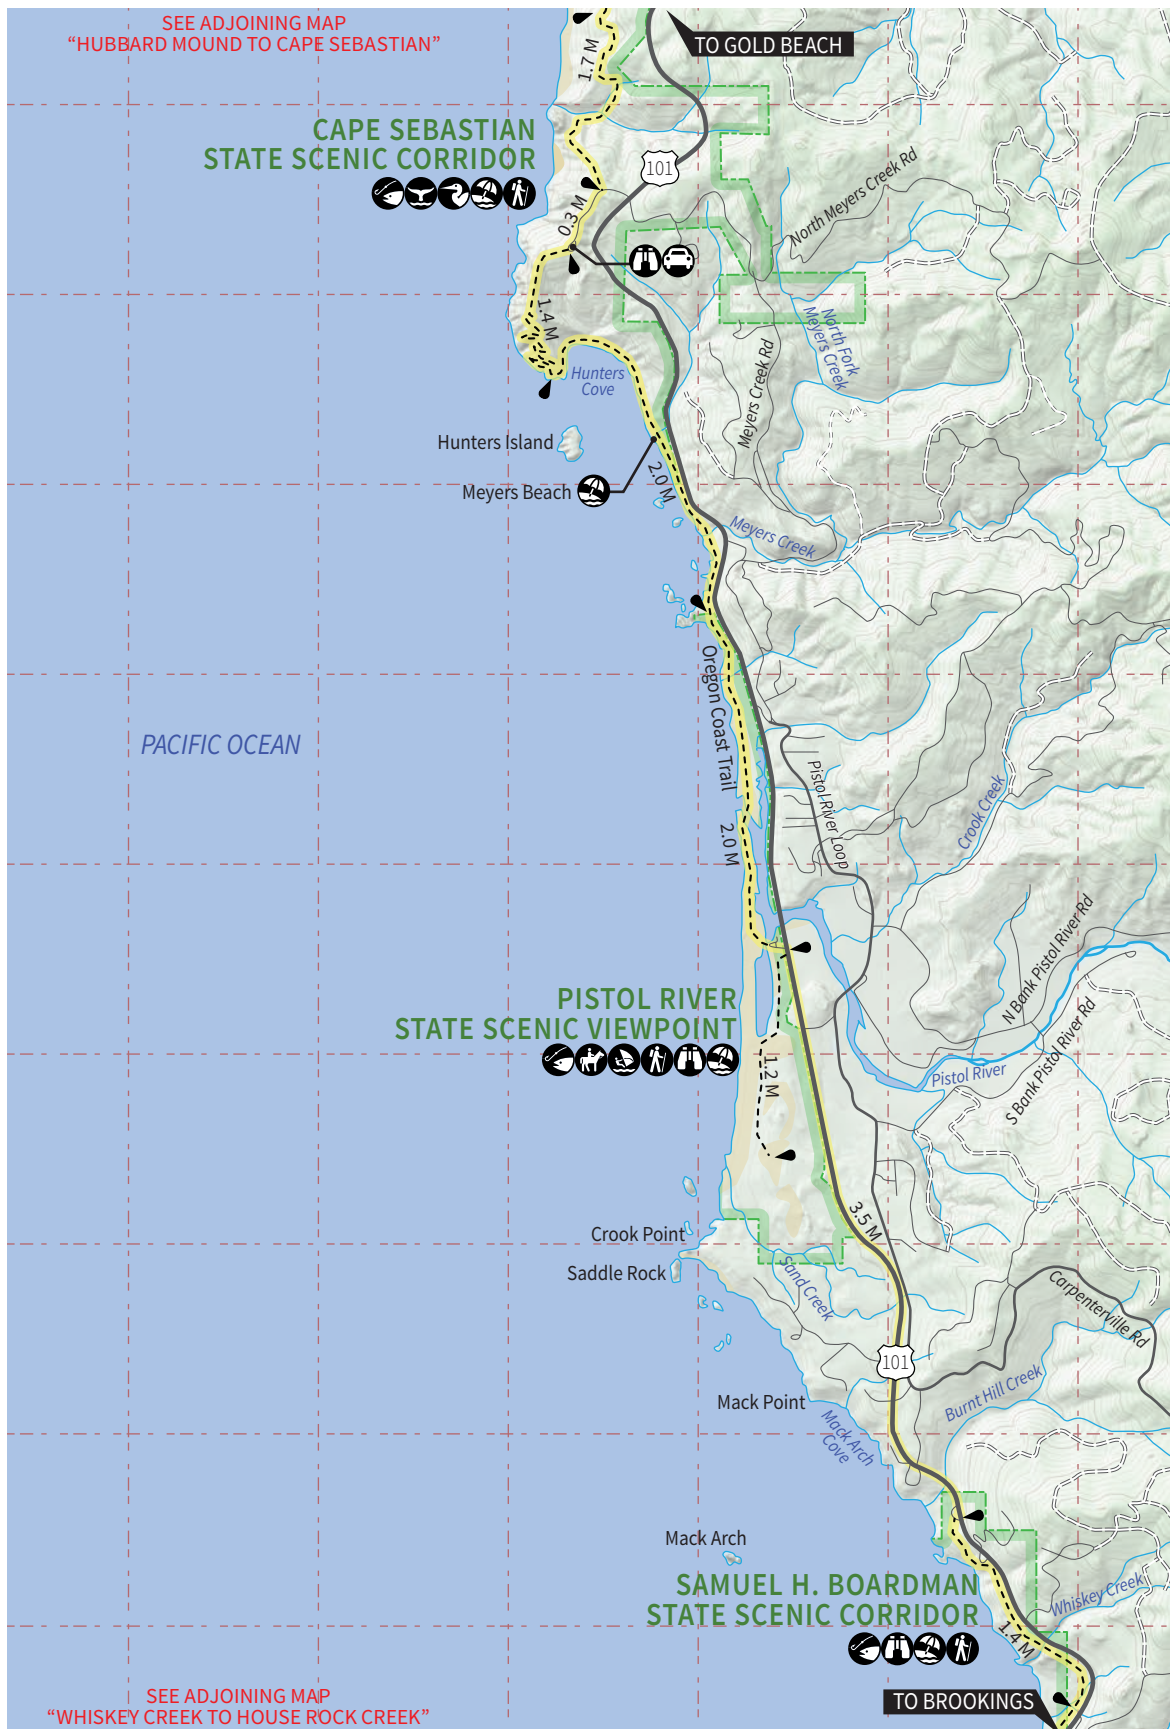 SEE ADJOINING MAP
“HUBBARD MOUND TO CAPE SEBASTIAN”
TO GOLD BEACH
1.7 M
CAPE SEBASTIAN
STATE SCENIC CORRIDOR
101
North Meyers Creek Rd
0.3 M
1.4 M
North Fork
Meyers Creek
Meyers Creek Rd
Hunters
Cove
Hunters Island
Meyers Beach
2.0 M
Meyers Creek
Oregon Coast Trail
PACIFIC OCEAN
Pistol River Loop
Crook Creek
2.0 M
N Bank Pistol River Rd
PISTOL RIVER
STATE SCENIC VIEWPOINT
S Bank Pistol River Rd
Pistol River
1.2 M
3.5 M
Crook Point
Saddle Rock
Sand Creek
Carpenterville Rd
101
Burnt Hill Creek
Mack Point
Mack Arch
Cove
Mack Arch
SAMUEL H. BOARDMAN
STATE SCENIC CORRIDOR
Whiskey Creek
1.4 M
SEE ADJOINING MAP
“WHISKEY CREEK TO HOUSE ROCK CREEK”
TO BROOKINGS